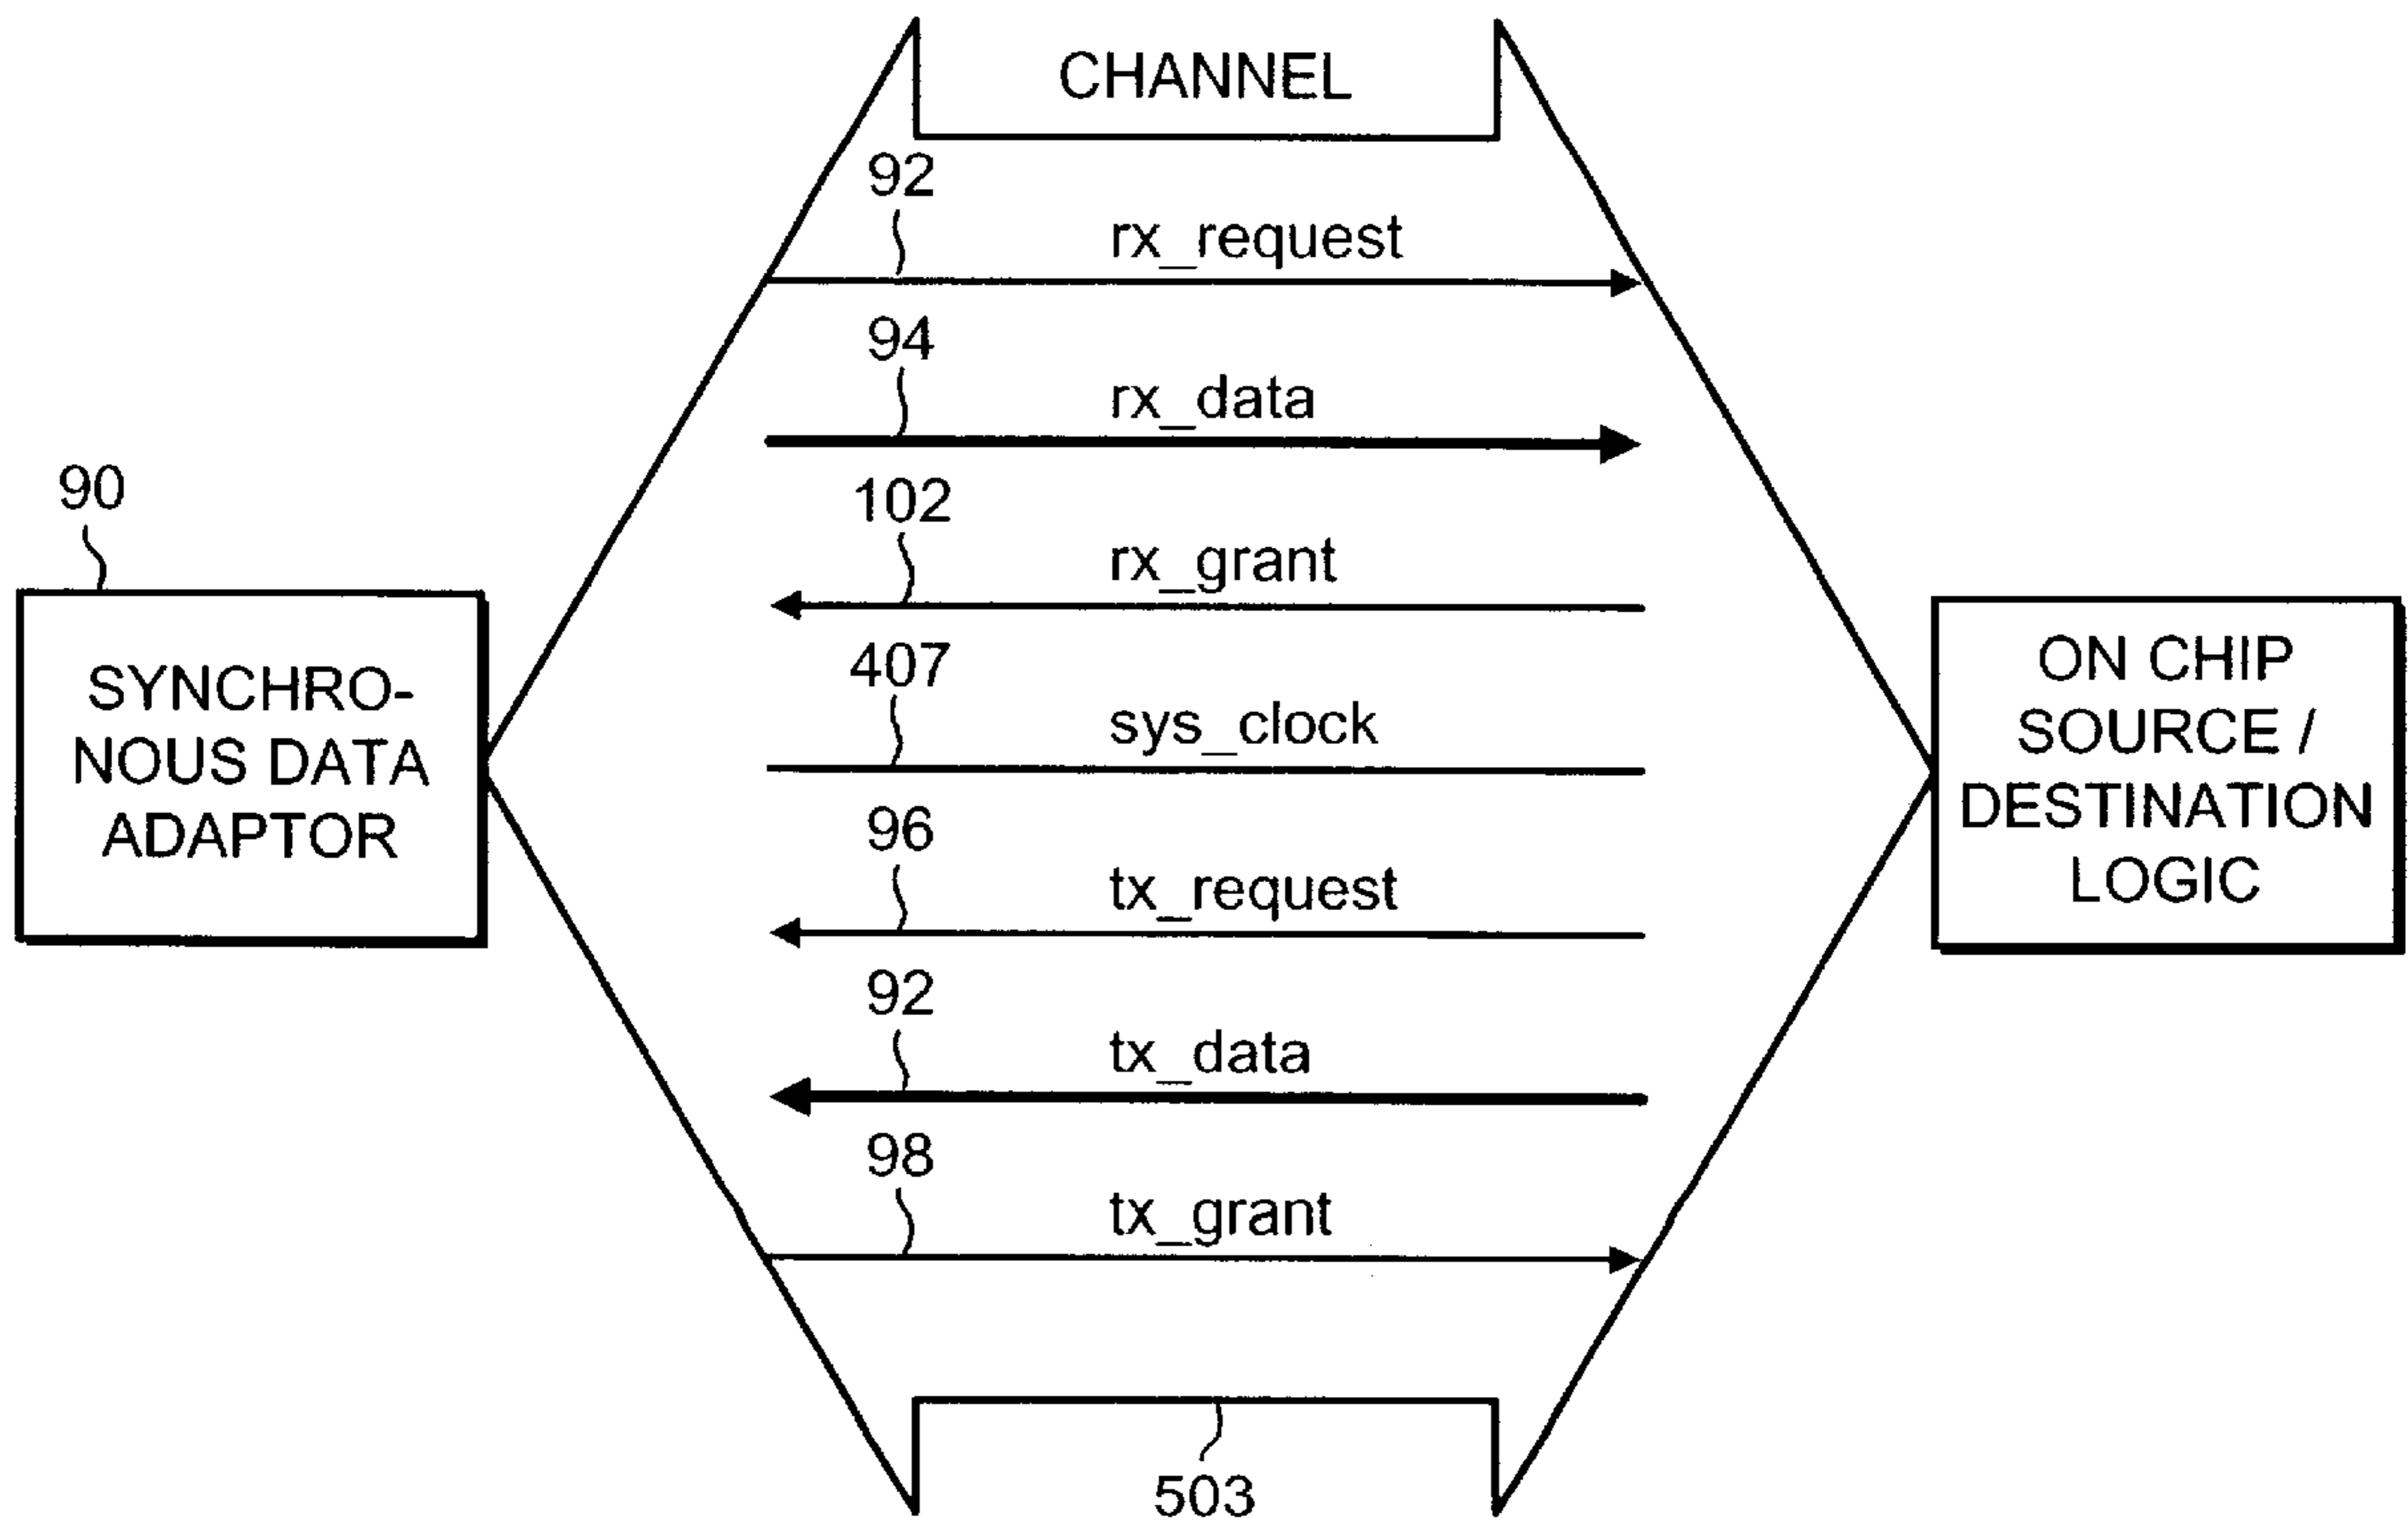 CHANNEL
92
rx_request
94
rx_data
90
102
rx_grant
SYNCHRO-
NOUS DATA
ADAPTOR
407
sys_clock
ON CHIP
SOURCE /
DESTINATION
LOGIC
96
tx_request
92
tx_data
98
tx_grant
503